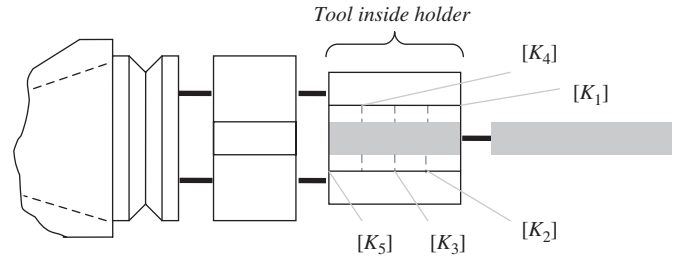 Tool inside holder
[K₄]
[K₁]
[K₂]
[K₅] [K₃]